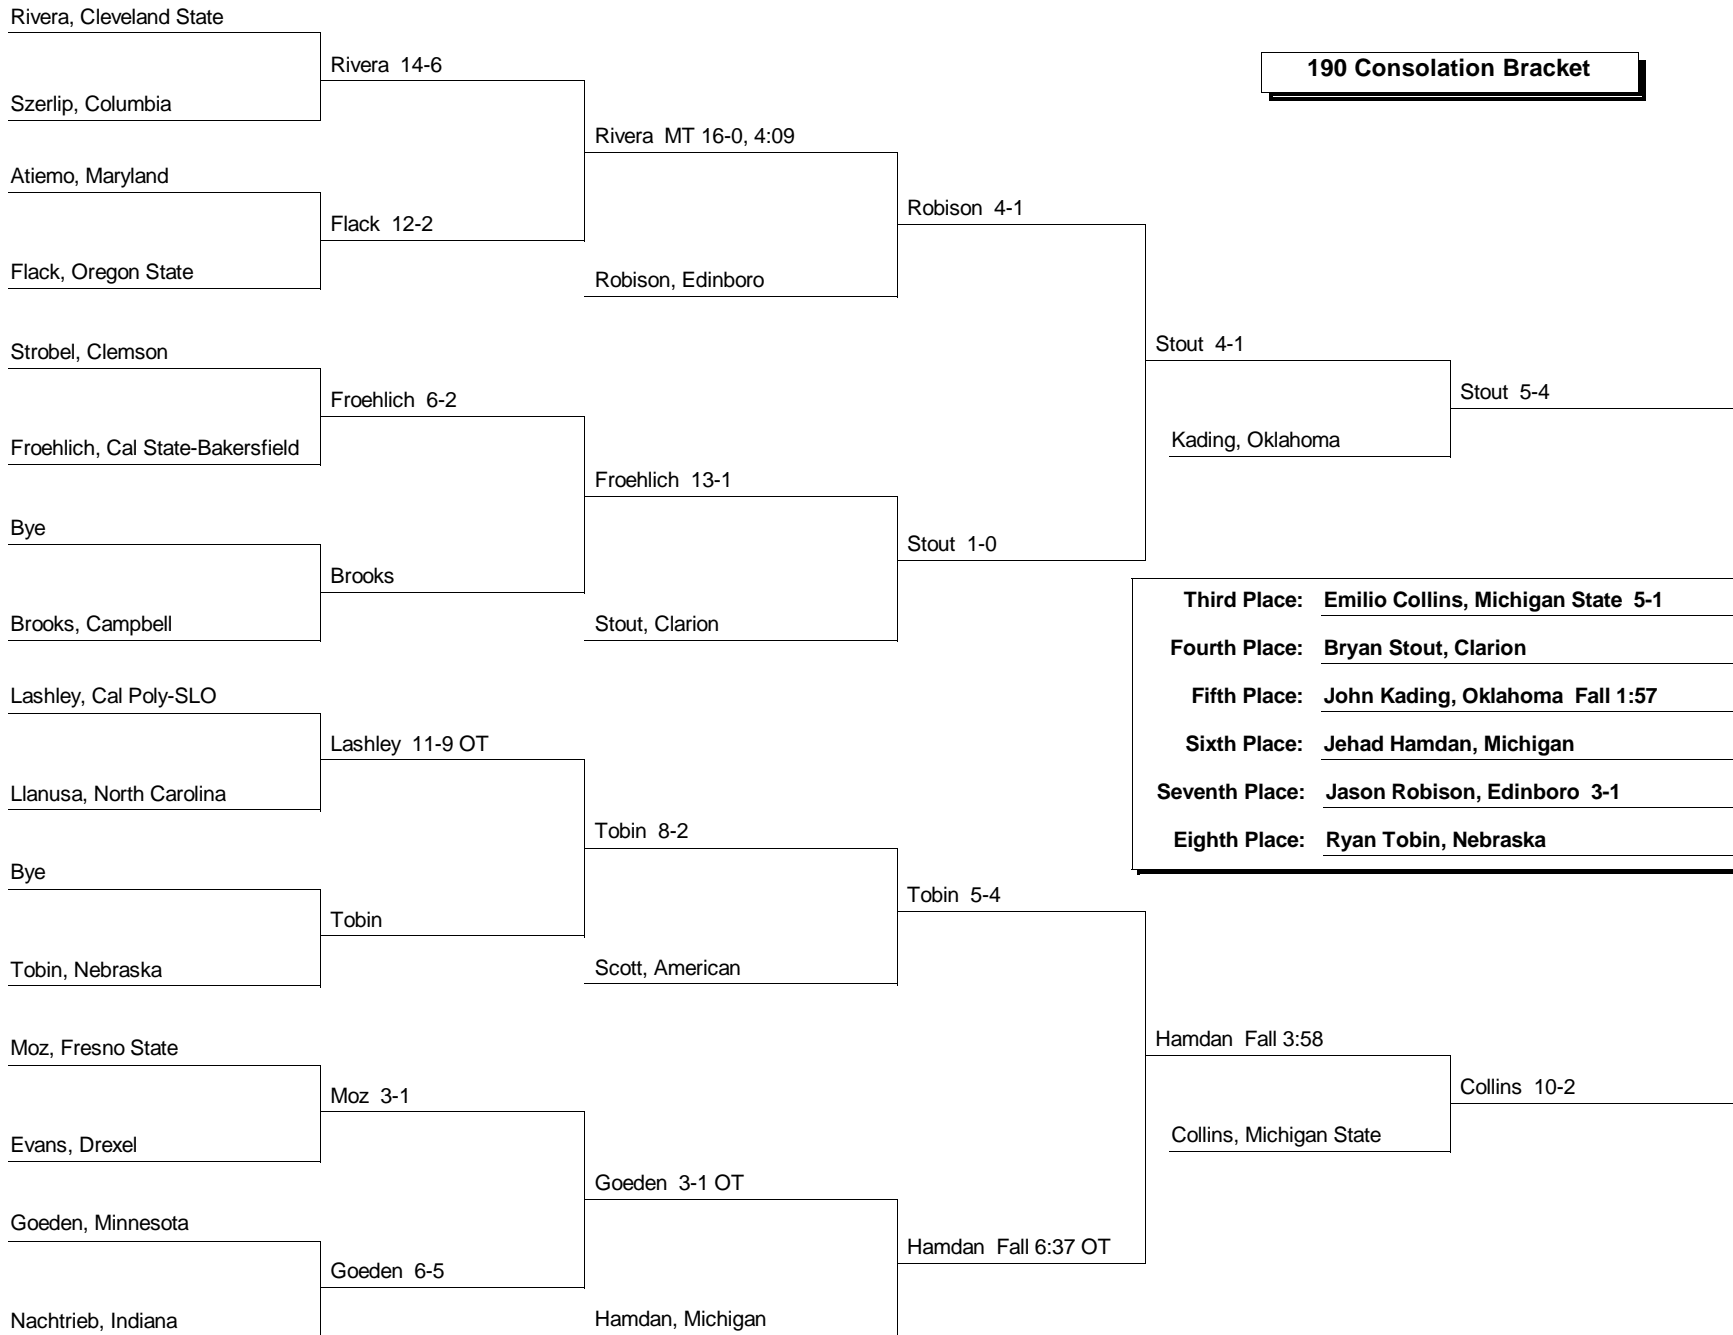 190 Consolation Bracket
Rivera, Cleveland State
Szerlip, Columbia
Atiemo, Maryland
Flack, Oregon State
Strobel, Clemson
Froehlich, Cal State-Bakersfield
Bye
Brooks, Campbell
Lashley, Cal Poly-SLO
Llanusa, North Carolina
Bye
Tobin, Nebraska
Moz, Fresno State
Evans, Drexel
Goeden, Minnesota
Nachtrieb, Indiana
Rivera 14-6
Flack 12-2
Froehlich 6-2
Brooks
Lashley 11-9 OT
Tobin
Moz 3-1
Goeden 6-5
Rivera MT 16-0, 4:09
Robison, Edinboro
Froehlich 13-1
Stout, Clarion
Tobin 8-2
Scott, American
Goeden 3-1 OT
Hamdan, Michigan
Robison 4-1
Stout 1-0
Tobin 5-4
Hamdan Fall 6:37 OT
Stout 4-1
Kading, Oklahoma
Hamdan Fall 3:58
Collins, Michigan State
Stout 5-4
Collins 10-2
Third Place: Emilio Collins, Michigan State 5-1
Fourth Place: Bryan Stout, Clarion
Fifth Place: John Kading, Oklahoma Fall 1:57
Sixth Place: Jehad Hamdan, Michigan
Seventh Place: Jason Robison, Edinboro 3-1
Eighth Place: Ryan Tobin, Nebraska